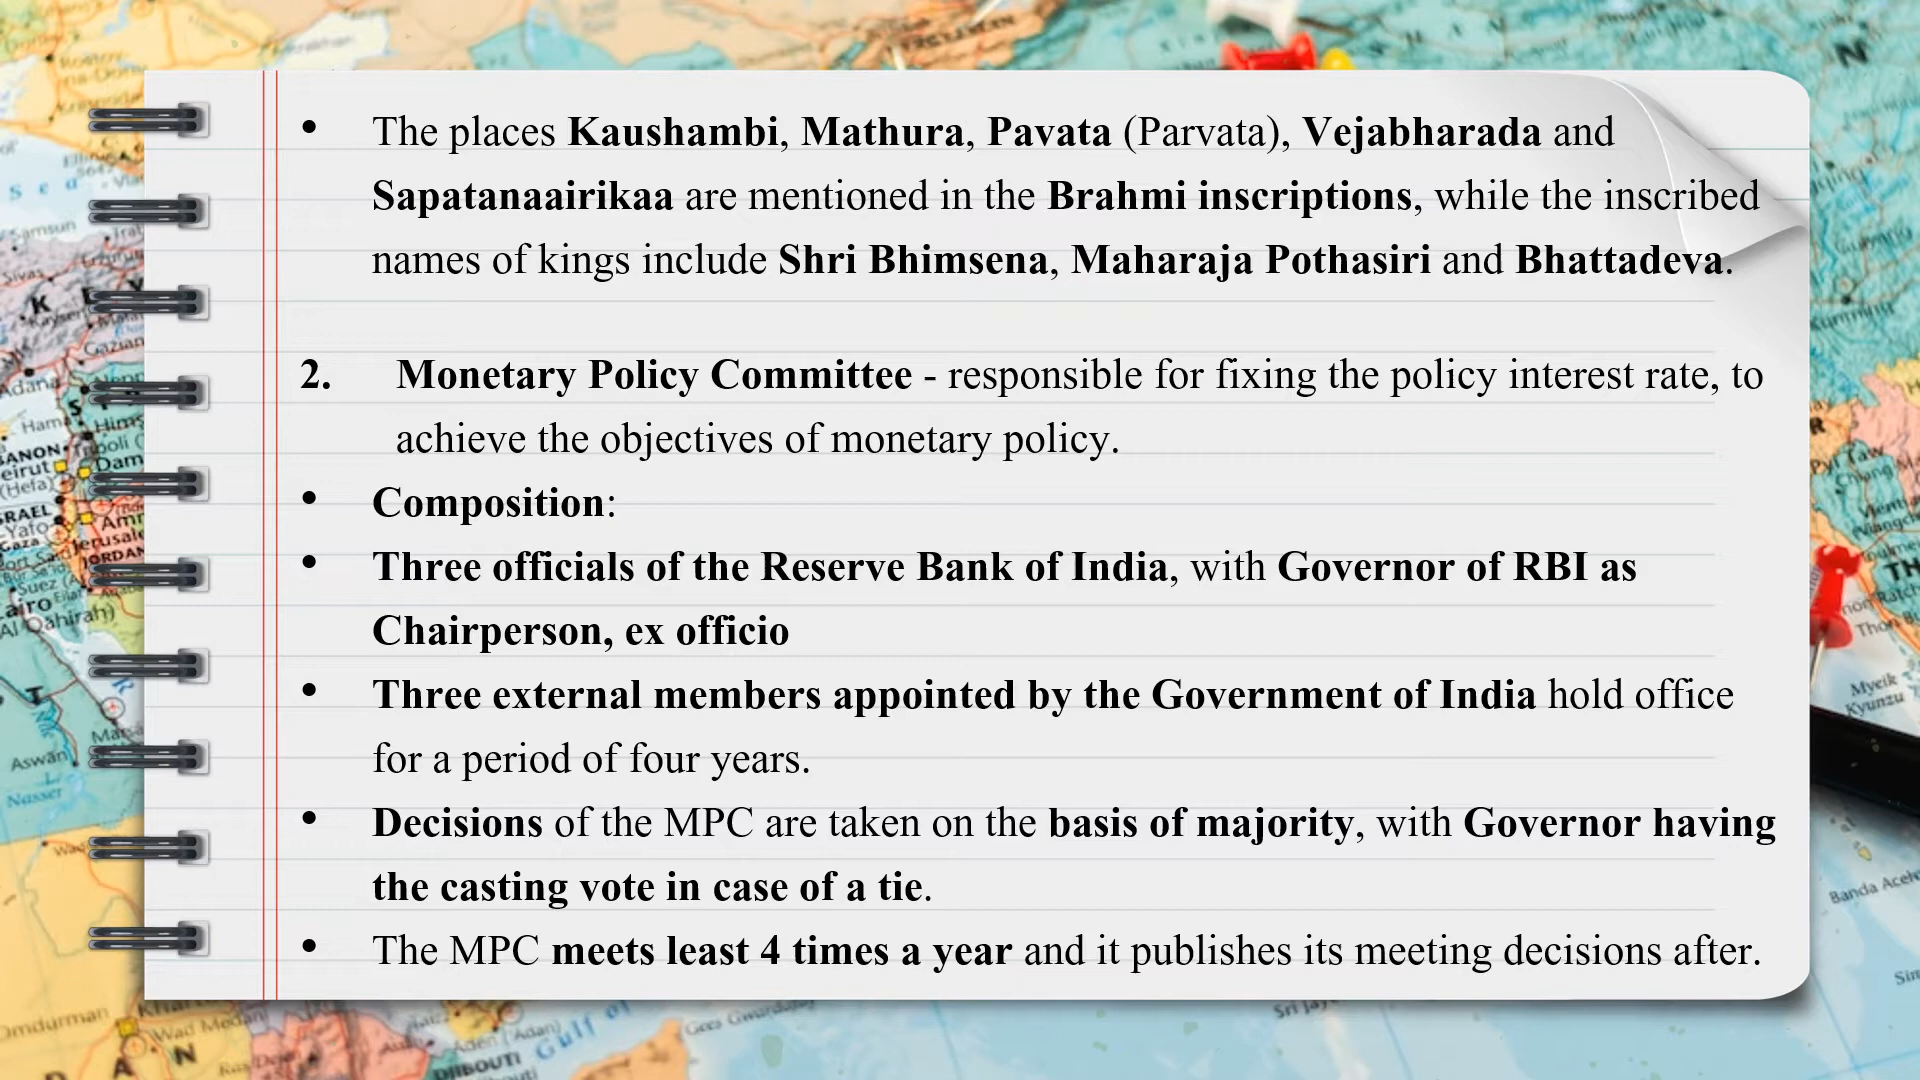 • The places Kaushambi, Mathura, Pavata (Parvata), Vejabharada and
Sapatanaairikaa are mentioned in the Brahmi inscriptions, while the inscribed
names of kings include Shri Bhimsena, Maharaja Pothasiri and Bhattadeva.
2. Monetary Policy Committee - responsible for fixing the policy interest rate, to
achieve the objectives of monetary policy.
• Composition:
• Three officials of the Reserve Bank of India, with Governor of RBI as
Chairperson, ex officio
• Three external members appointed by the Government of India hold office
for a period of four years.
• Decisions of the MPC are taken on the basis of majority, with Governor having
the casting vote in case of a tie.
• The MPC meets least 4 times a year and it publishes its meeting decisions after.